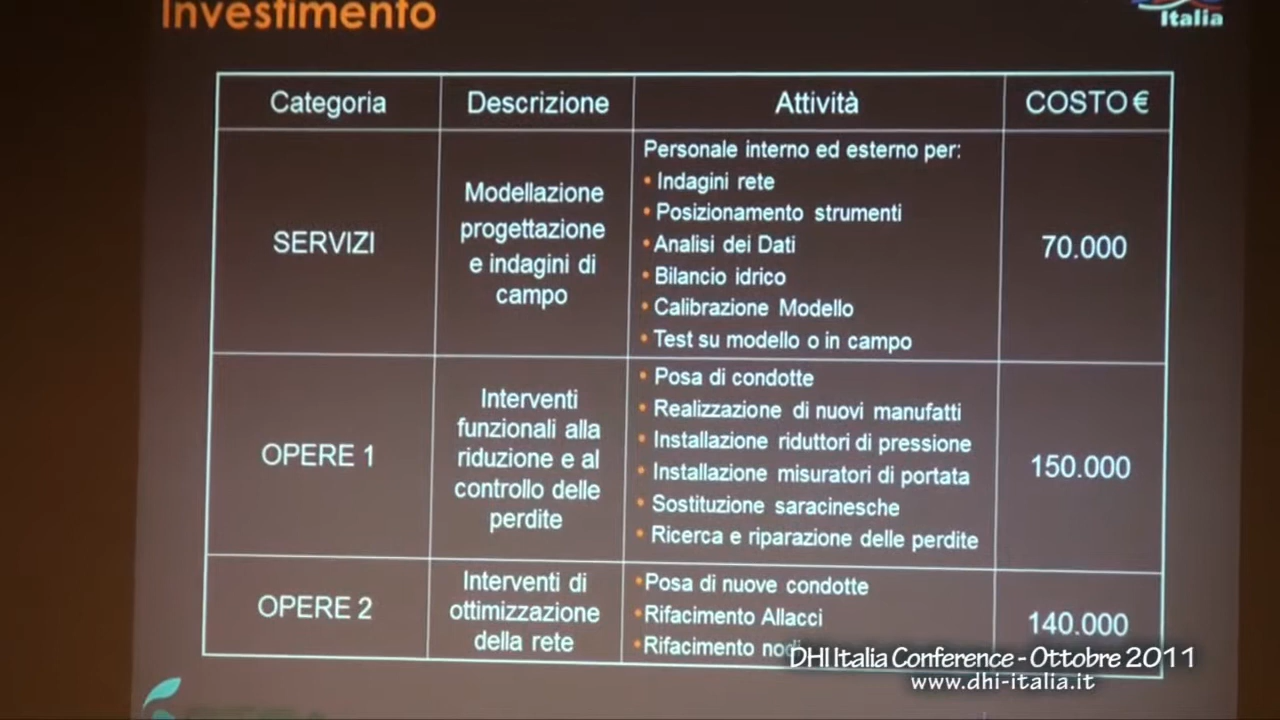 Investimento
Italia
Categoria
Descrizione
Attività
COSTO €
SERVIZI
Modellazione
progettazione
e indagini di
campo
Personale interno ed esterno per:
• Indagini rete
• Posizionamento strumenti
• Analisi dei Dati
• Bilancio idrico
• Calibrazione Modello
• Test su modello o in campo
70.000
OPERE 1
Interventi
funzionali alla
riduzione e al
controllo delle
perdite
• Posa di condotte
• Realizzazione di nuovi manufatti
• Installazione riduttori di pressione
• Installazione misuratori di portata
• Sostituzione saracinesche
• Ricerca e riparazione delle perdite
150.000
OPERE 2
Interventi di
ottimizzazione
della rete
• Posa di nuove condotte
• Rifacimento Allacci
• Rifacimento nodi
140.000
DHI Italia Conference - Ottobre 2011
www.dhi-italia.it